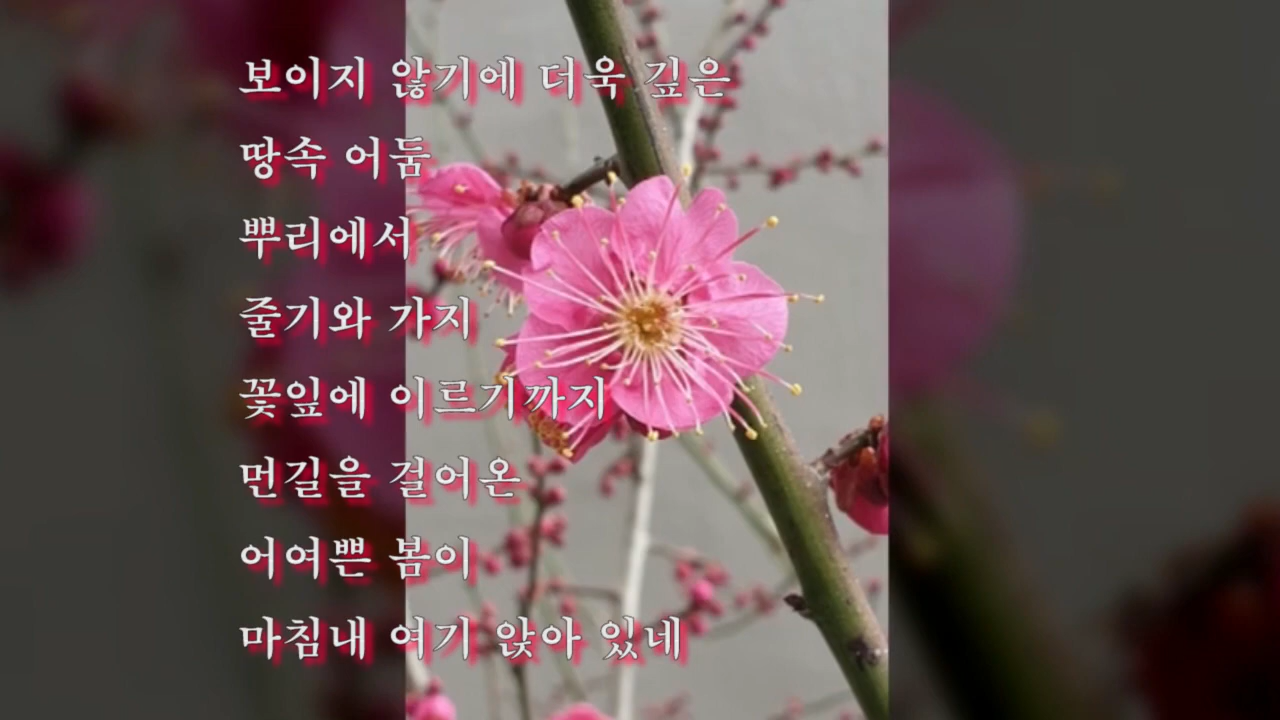 보이지 않기에 더욱 깊은
땅속 어둠
뿌리에서
줄기와 가지
꽃잎에 이르기까지
먼길을 걸어온
어여쁜 봄이
마침내 여기 앉아 있네